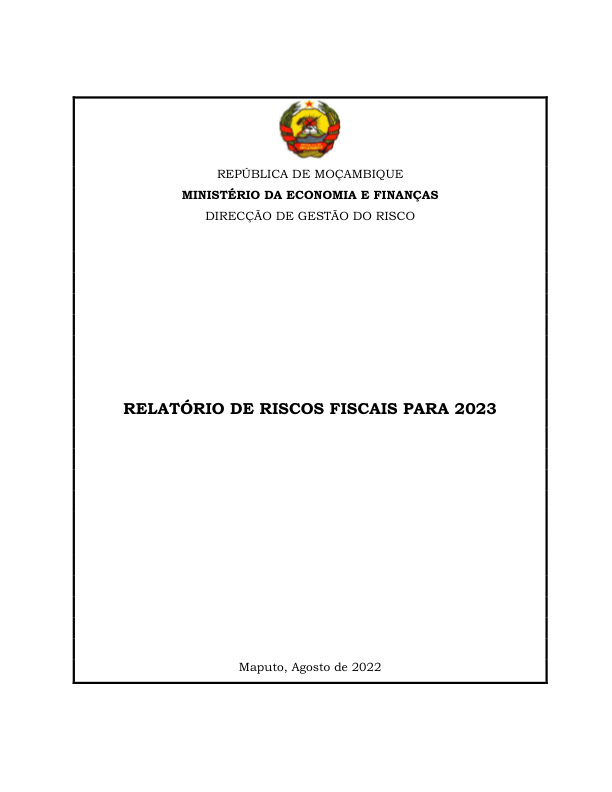 REPÚBLICA DE MOÇAMBIQUE
MINISTÉRIO DA ECONOMIA E FINANÇAS
DIRECÇÃO DE GESTÃO DO RISCO
RELATÓRIO DE RISCOS FISCAIS PARA 2023
Maputo, Agosto de 2022